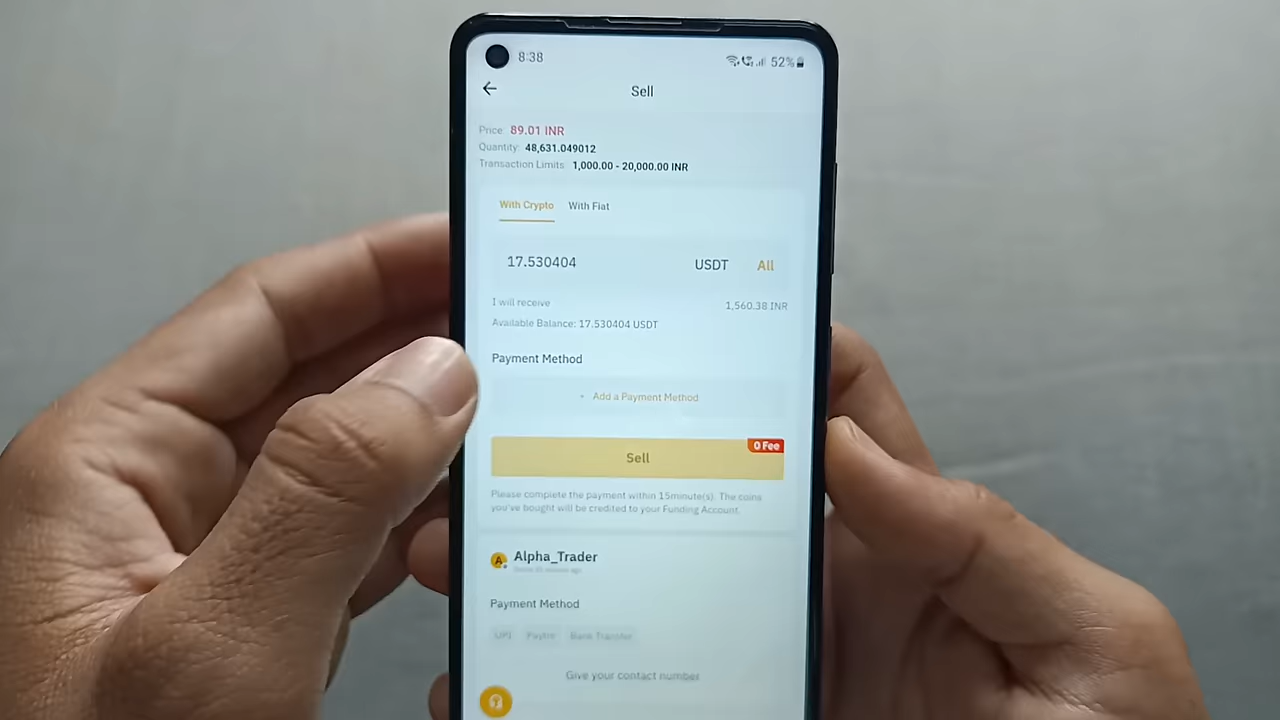 8:38 52%
Sell
Price: 89.01 INR
Quantity: 48,631.049012
Transaction Limits: 1,000.00 - 20,000.00 INR
With Crypto With Fiat
17.530404 USDT All
I will receive 1,560.38 INR
Available Balance: 17.530404 USDT
Payment Method
Add a Payment Method
0 Fee
Sell
Please complete the payment within 15minute(s). The coins
you've bought will be credited to your Funding Account.
A Alpha_Trader
Payment Method
UPI Paytm Bank Transfer
Give your contact number